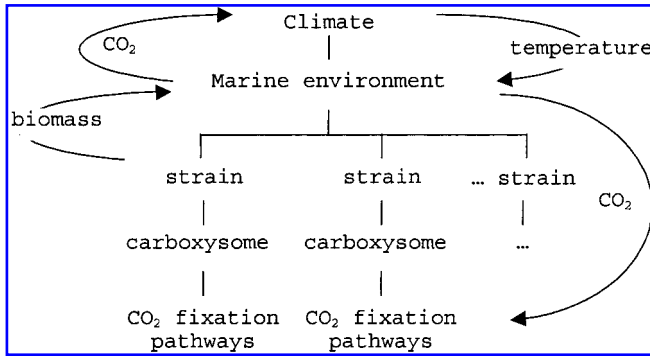 Climate
CO₂
temperature
Marine environment
biomass
strain strain … strain
CO₂
carboxysome carboxysome …
CO₂ fixation CO₂ fixation
pathways pathways